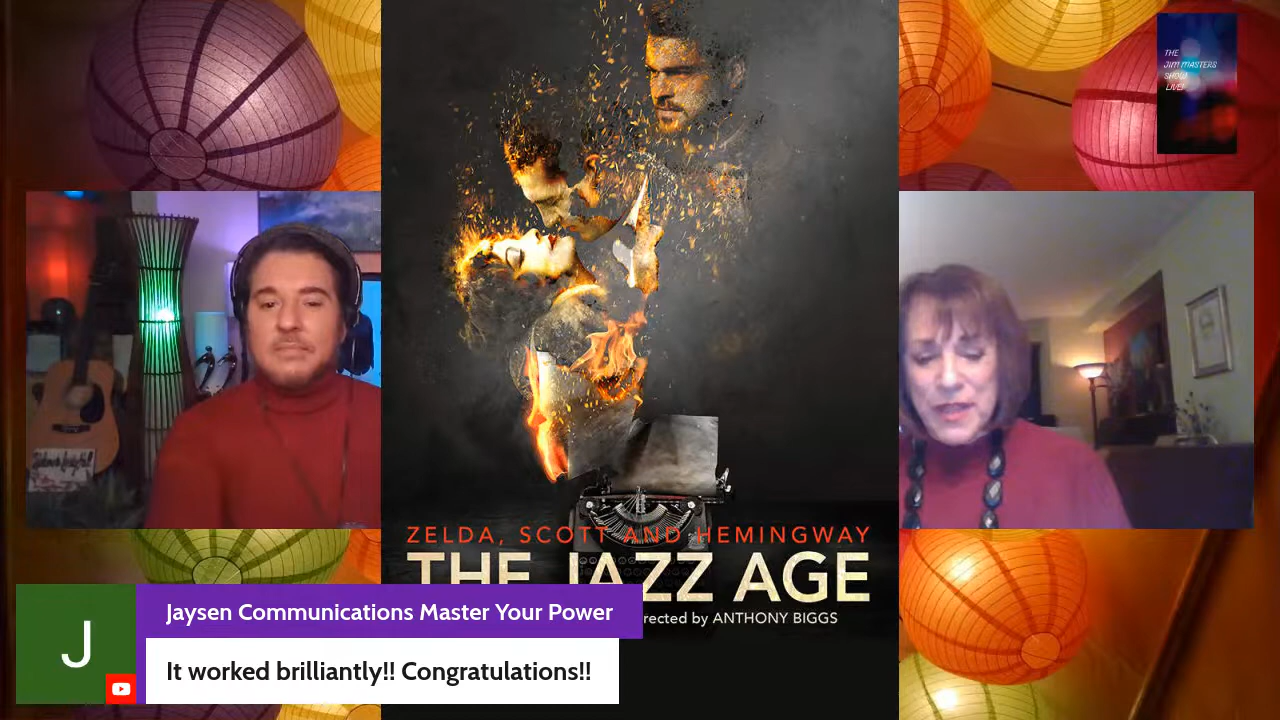 THE
JIM MASTERS
SHOW
LIVE!
ZELDA, SCOTT AND HEMINGWAY
THE JAZZ AGE
rected by ANTHONY BIGGS
J
Jaysen Communications Master Your Power
It worked brilliantly!! Congratulations!!